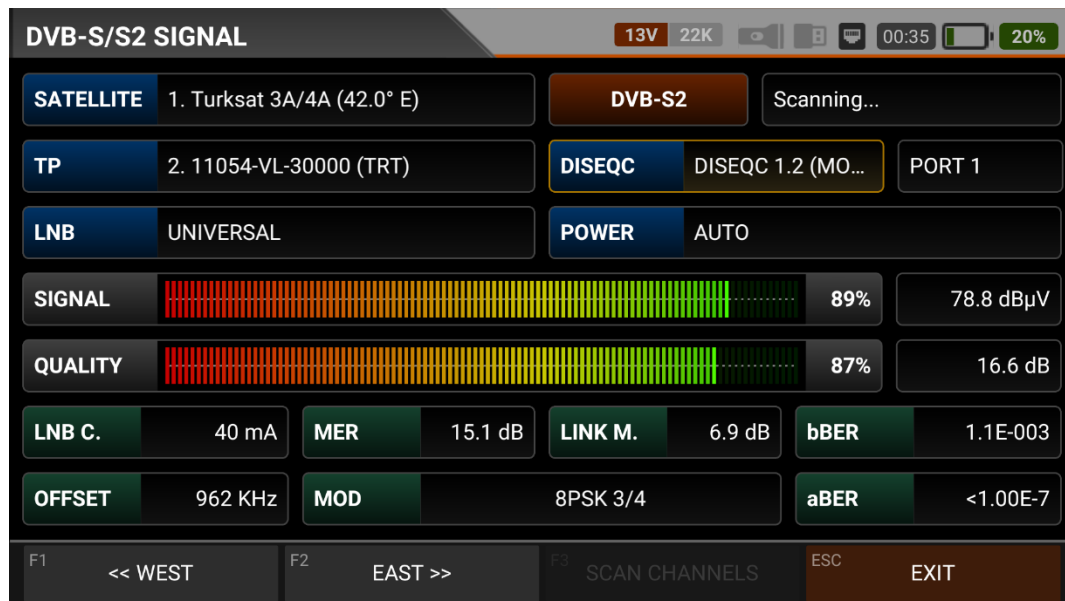 DVB-S/S2 SIGNAL 13V 22K 00:35 20%
SATELLITE 1. Turksat 3A/4A (42.0° E) DVB-S2 Scanning...
TP 2. 11054-VL-30000 (TRT) DISEQC DISEQC 1.2 (MO... PORT 1
LNB UNIVERSAL POWER AUTO
SIGNAL 89% 78.8 dBµV
QUALITY 87% 16.6 dB
LNB C. 40 mA MER 15.1 dB LINK M. 6.9 dB bBER 1.1E-003
OFFSET 962 KHz MOD 8PSK 3/4 aBER <1.00E-7
F1 << WEST F2 EAST >> F3 SCAN CHANNELS ESC EXIT